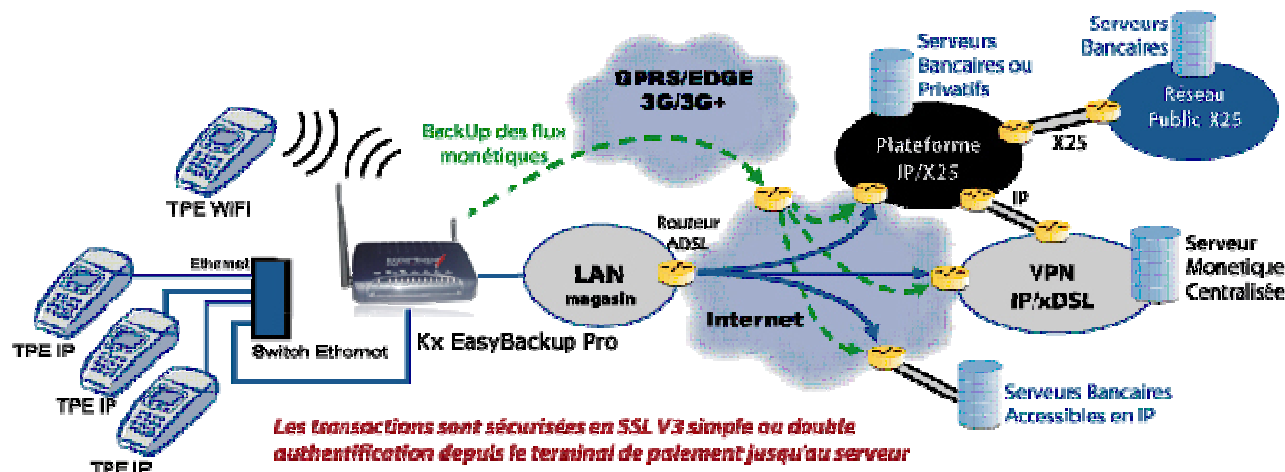 Serveurs
Bancaires
Serveurs
Bancaires ou
Privatifs
GPRS/EDGE
3G/3G+
Réseau
Public X25
BackUp des flux
monétiques
X25
Plateforme
IP/X25
TPE WIFI
IP
Routeur
ADSL
Ethernet
LAN
magasin
VPN
IP/xDSL
Serveur
Monetique
Centralisée
Internet
TPE IP
Switch Ethernet
Kx EasyBackup Pro
TPE IP
Serveurs Bancaires
Accessibles en IP
TPE IP
Les transactions sont sécurisées en SSL V3 simple ou double
authentification depuis le terminal de paiement jusqu'au serveur